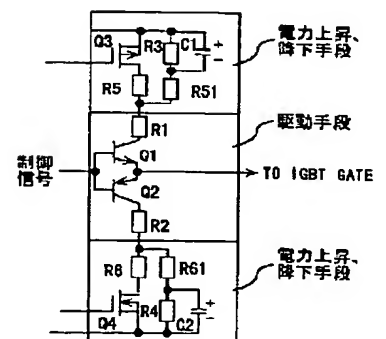 Q3
R3
C1
+
-
R5
R51
電力上昇、
降下手段
R1
Q1
駆動手段
制御
信号
TO IGBT GATE
Q2
R2
R6
R61
電力上昇、
降下手段
Q4
R4
C2
+
-